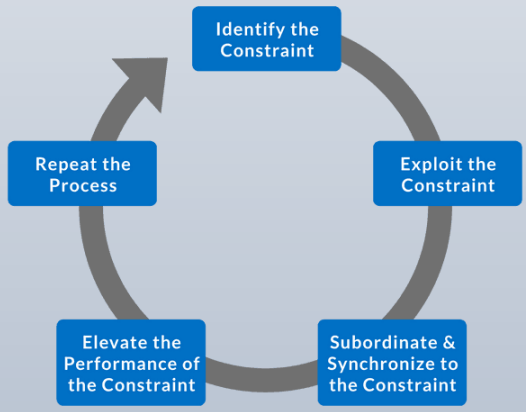 Identify the
Constraint
Exploit the
Constraint
Subordinate &
Synchronize to
the Constraint
Elevate the
Performance of
the Constraint
Repeat the
Process